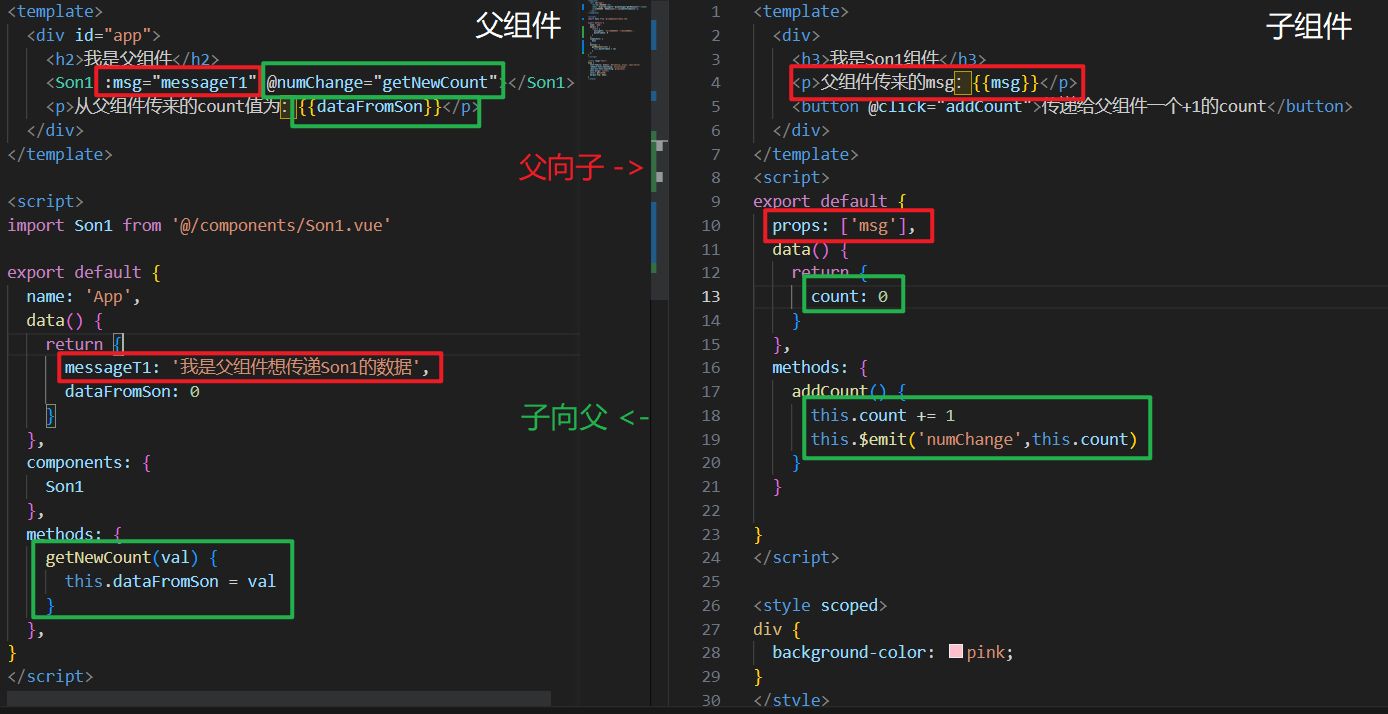 父组件
<template>
<div id="app">
<h2>我是父组件</h2>
<Son1 :msg="messageT1" @numChange="getNewCount"></Son1>
<p>从父组件传来的count值为：{{dataFromSon}}</p>
</div>
</template>
<script>
import Son1 from '@/components/Son1.vue'
export default {
name: 'App',
data() {
return {
messageT1: '我是父组件想传递Son1的数据',
dataFromSon: 0
}
},
components: {
Son1
},
methods: {
getNewCount(val) {
this.dataFromSon = val
}
},
}
</script>
父向子 ->
子向父 <-
子组件
1 <template>
2 <div>
3 <h3>我是Son1组件</h3>
4 <p>父组件传来的msg：{{msg}}</p>
5 <button @click="addCount">传递给父组件一个+1的count</button>
6 </div>
7 </template>
8 <script>
9 export default {
10 props: ['msg'],
11 data() {
12 return {
13 count: 0
14 }
15 },
16 methods: {
17 addCount() {
18 this.count += 1
19 this.$emit('numChange',this.count)
20 }
21 }
22
23 }
24 </script>
25
26 <style scoped>
27 div {
28 background-color: pink;
29 }
30 </style>